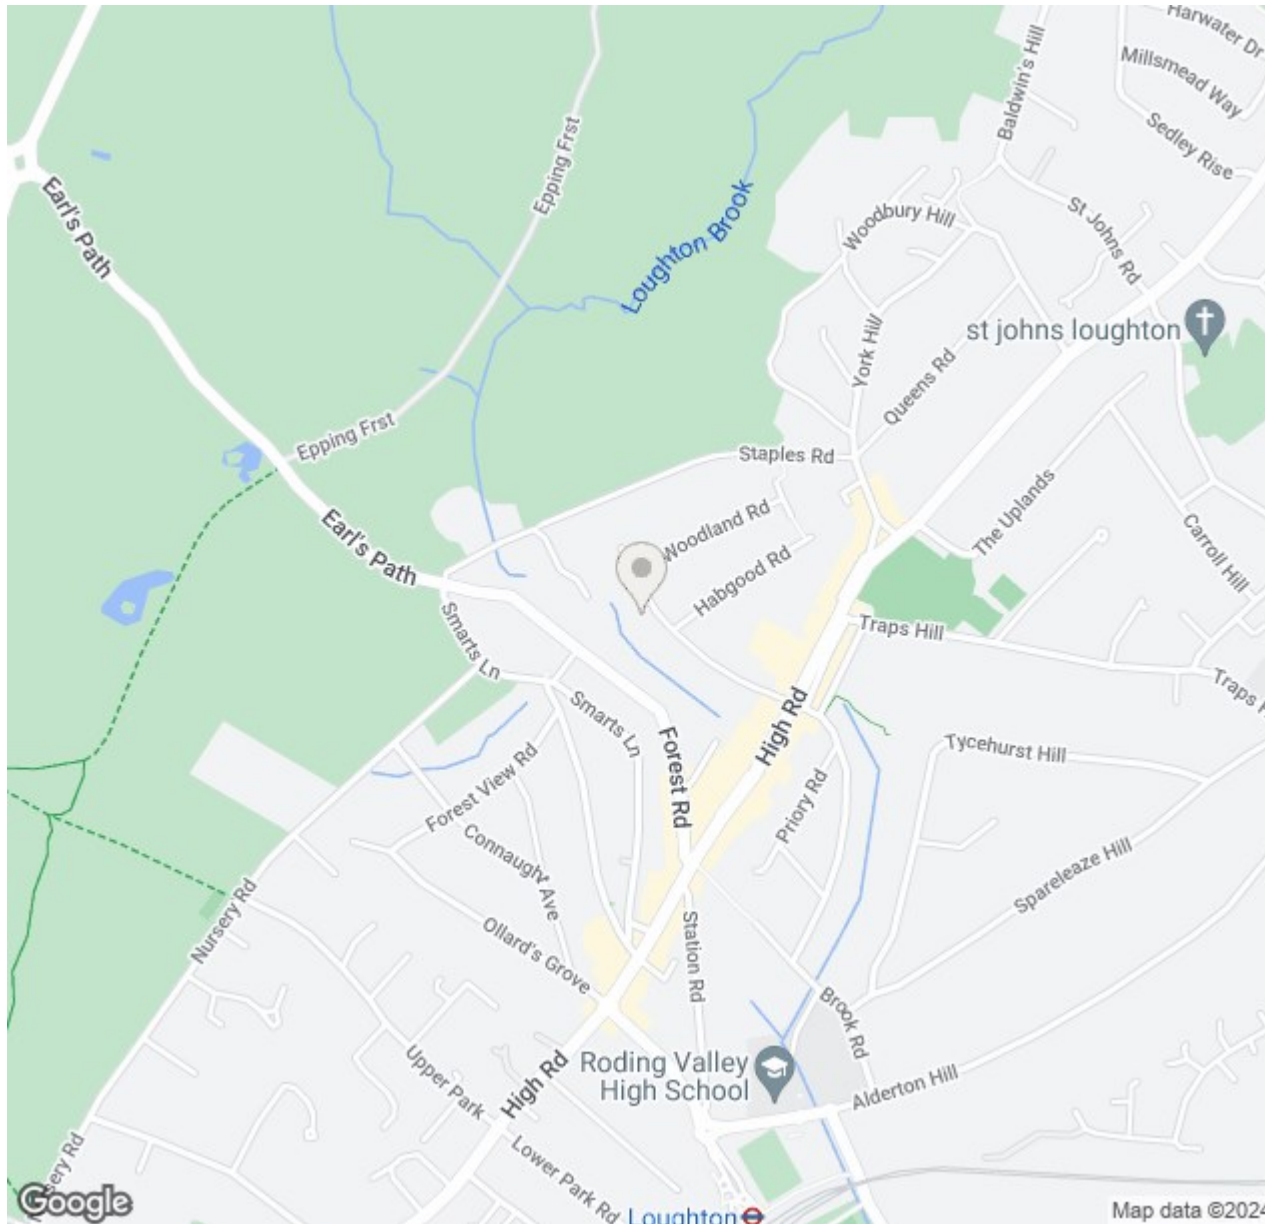 Harwater Dr
Millsmead Way
Baldwin's Hill
Sedley Rise
Epping Frst
Earl's Path
Loughton Brook
Woodbury Hill
St Johns Rd
st johns loughton
York Hill
Queens Rd
Epping Frst
Staples Rd
Woodland Rd
The Uplands
Earl's Path
Habgood Rd
Carroll Hill
Smarts Ln
Traps Hill
Traps H
Smarts Ln
High Rd
Tycehurst Hill
Forest Rd
Forest View Rd
Priory Rd
Connaught Ave
Spareleaze Hill
Nursery Rd
Ollard's Grove
Station Rd
Brook Rd
Roding Valley
High School
Upper Park
High Rd
Alderton Hill
Nursery Rd
Lower Park Rd
Loughton
Google
Map data ©2024